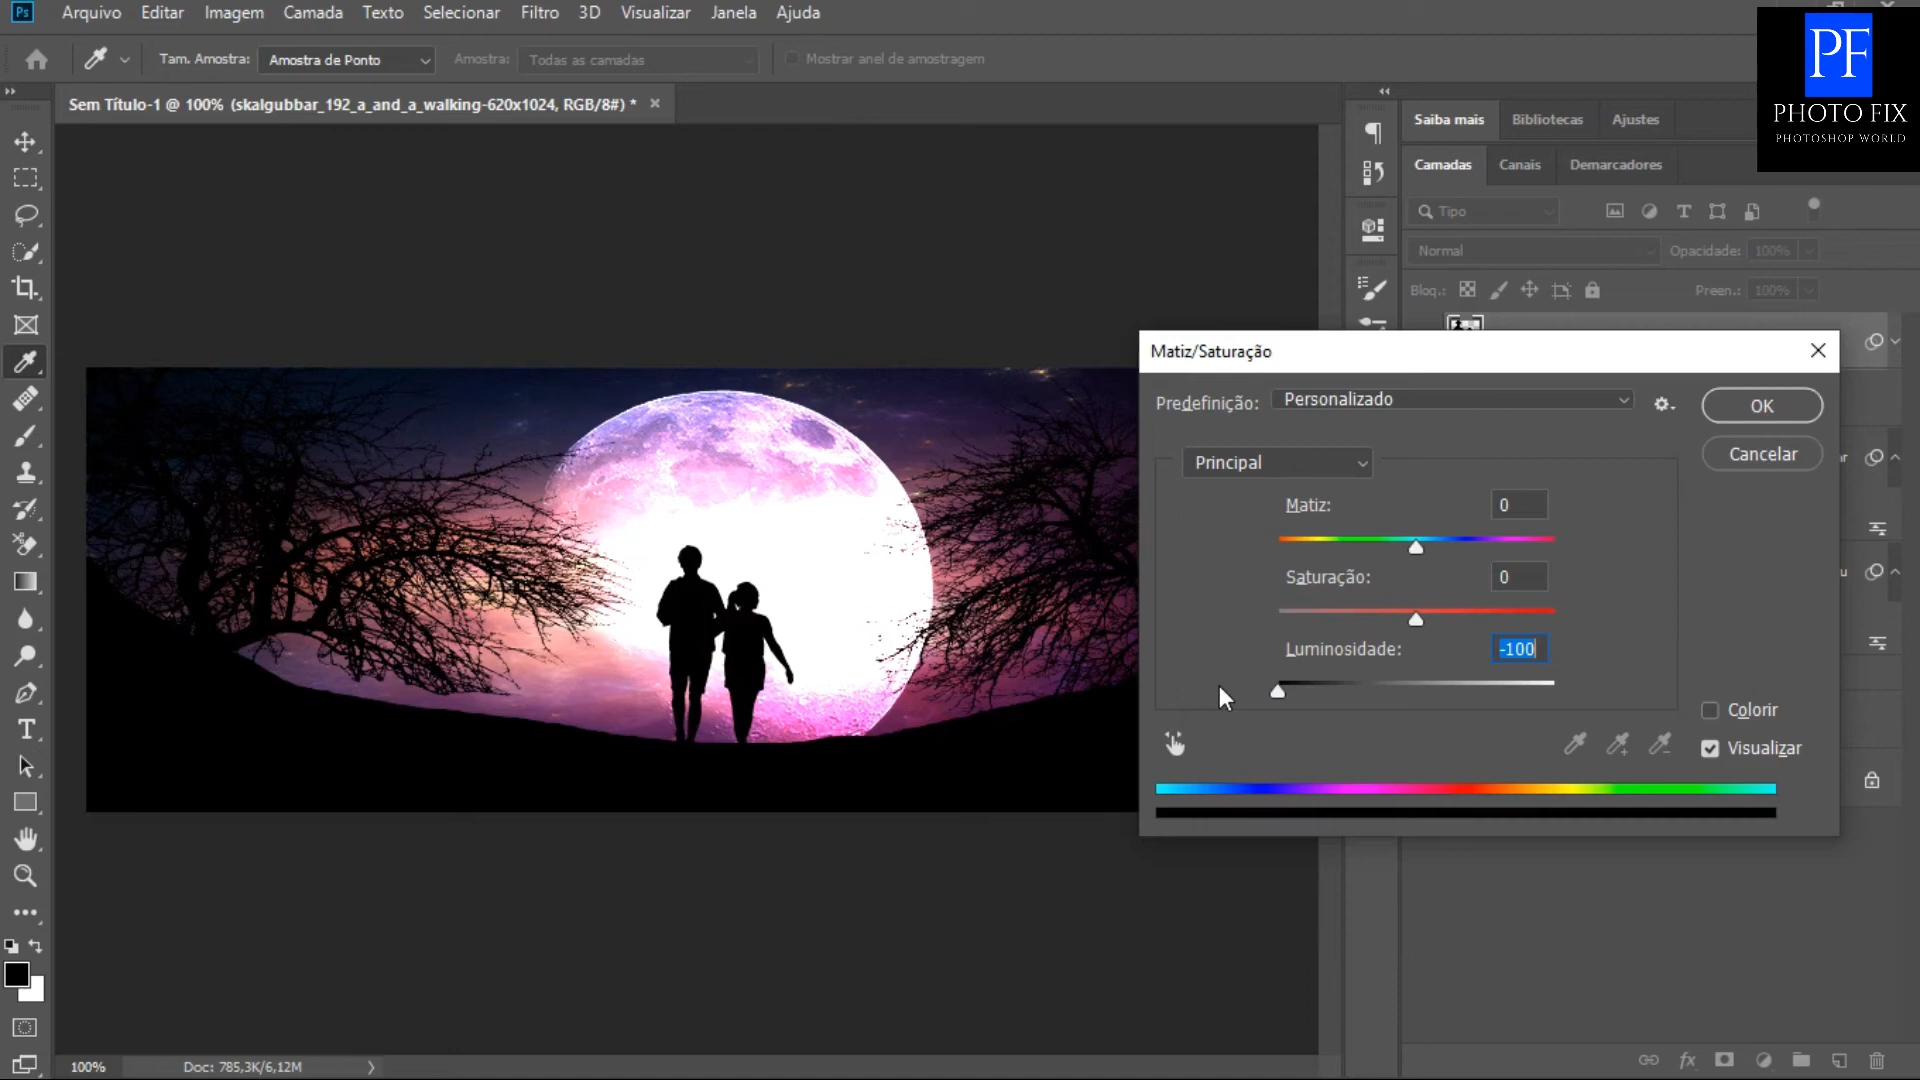 Ps Arquivo Editar Imagem Camada Texto Selecionar Filtro 3D Visualizar Janela Ajuda
Tam. Amostra: Amostra de Ponto Amostra: Todas as camadas Mostrar anel de amostragem
PF
PHOTO FIX
PHOTOSHOP WORLD
Sem Título-1 @ 100% (skalgubbar_192_a_and_a_walking-620x1024, RGB/8#) *
Saiba mais Bibliotecas Ajustes
Camadas Canais Demarcadores
Tipo
Normal Opacidade: 100%
Bloq.: Preen.: 100%
Matiz/Saturação
Predefinição: Personalizado OK
Principal Cancelar
Matiz: 0
Saturação: 0
Luminosidade: -100
Colorir
Visualizar
100% Doc: 785,3K/6,12M
fx